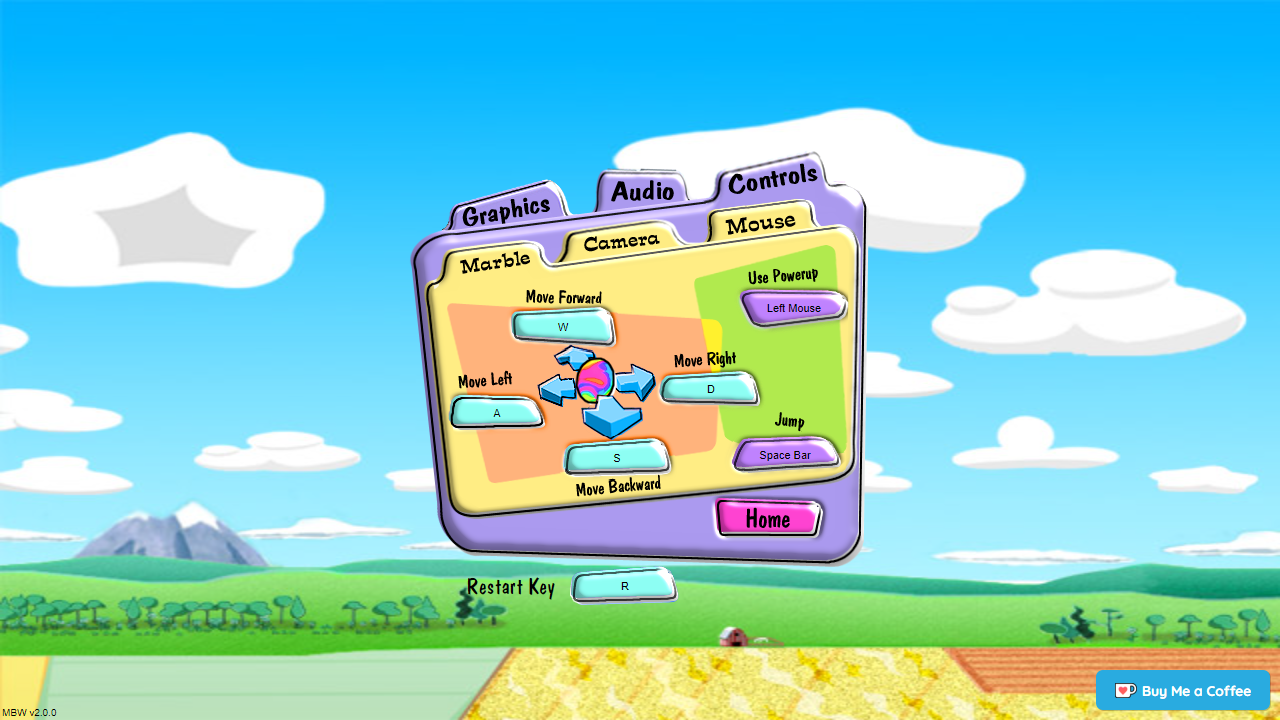 Graphics
Audio
Controls
Marble
Camera
Mouse
Move Forward
W
Use Powerup
Left Mouse
Move Left
A
Move Right
D
S
Move Backward
Jump
Space Bar
Home
Restart Key
R
Buy Me a Coffee
MBW v2.0.0